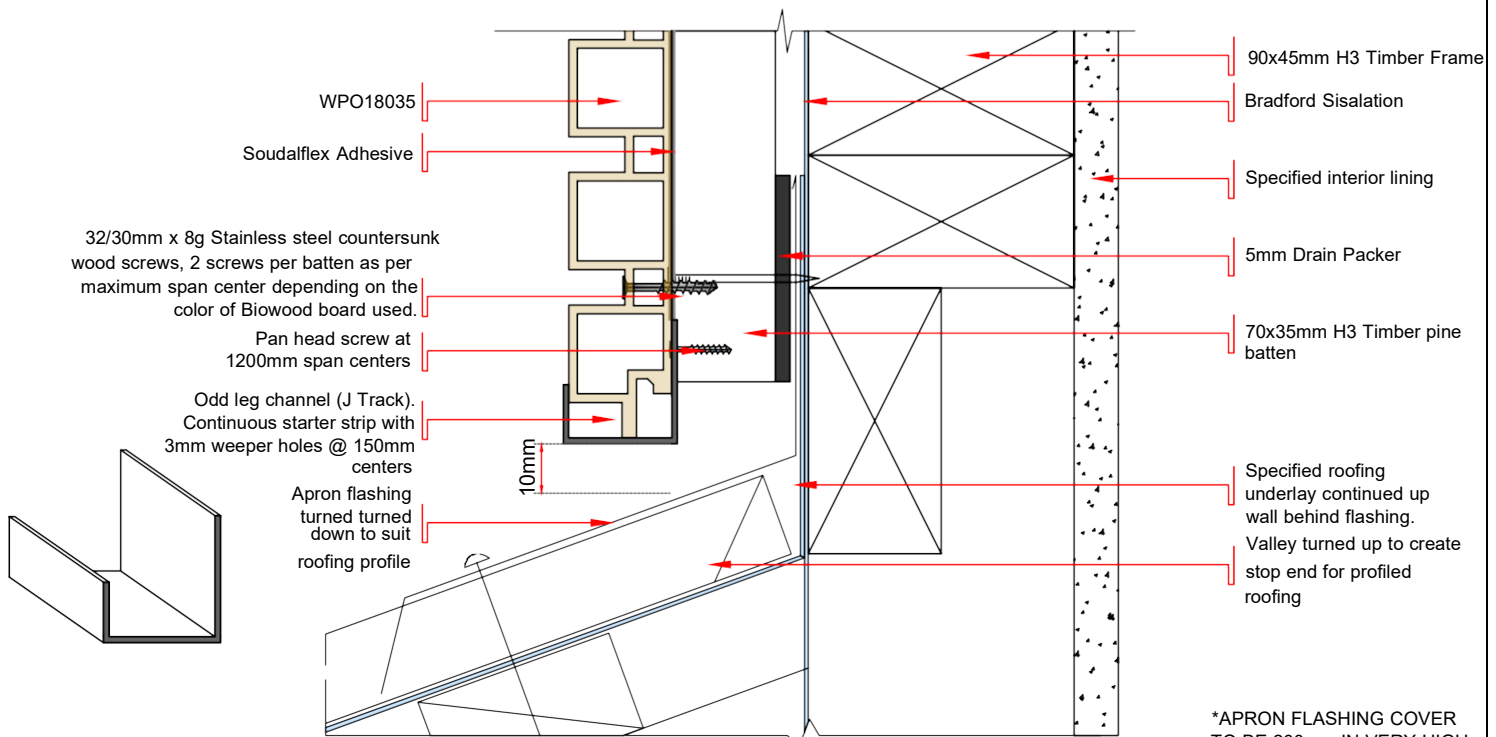 WPO18035
Soudalflex Adhesive
32/30mm x 8g Stainless steel countersunk
wood screws, 2 screws per batten as per
maximum span center depending on the
color of Biowood board used.
Pan head screw at
1200mm span centers
Odd leg channel (J Track).
Continuous starter strip with
3mm weeper holes @ 150mm
centers
Apron flashing
turned turned
down to suit
roofing profile
10mm
90x45mm H3 Timber Frame
Bradford Sisalation
Specified interior lining
5mm Drain Packer
70x35mm H3 Timber pine
batten
Specified roofing
underlay continued up
wall behind flashing.
Valley turned up to create
stop end for profiled
roofing
*APRON FLASHING COVER